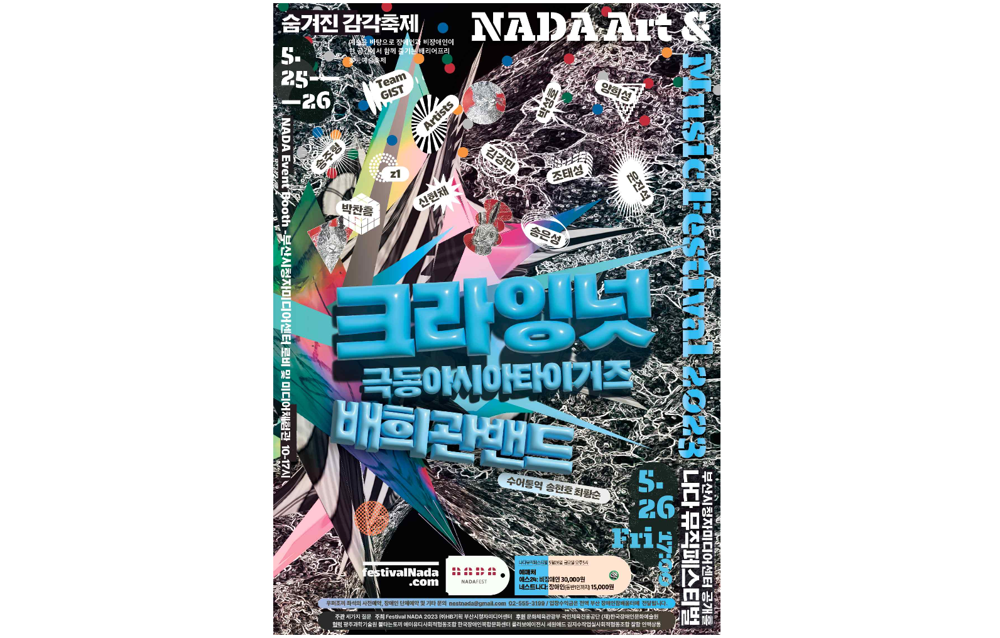 숨겨진 감각축제
NADA Art &
Music Festival 2023
예술을 바탕으로 장애인과 비장애인이
한 공간에서 함께 즐기는 배리어프리
多元예술축제
5.
25—
—26
NADA Event Booth -부산시청자미디어센터 로비 및 미디어체험관 10-17시
Team
GIST
Artists
박성호
양희성
송주형
z1
김경민
조태성
박찬흠
신현채
송은성
크라잉넛
극동아시아타이거즈
배희관밴드
수어통역 송현호 최황순
5.
26
Fri 17:00
부산시청자미디어센터 공개홀
나다 뮤직페스티벌
festivalNada
.com
NADA
NADAFEST
나다뮤직페스티벌 5월26일 금요일 오후5시
예매처
예스24: 비장애인 30,000원
네스트나다: 장애인(동반1인까지) 15,000원
우퍼조끼 좌석의 사전예약, 장애인 단체예약 및 기타 문의 nestnada@gmail.com 02-555-3199 / 입장수익금은 전액 부산 장애인참배움터에 전달됩니다.
주관 세가지 질문 주최 Festival NADA 2023 ㈜HB기획 부산시청자미디어센터 후원 문화체육관광부 국민체육진흥공단 (재)한국장애인문화예술원
협력 광주과학기술원 불타는토끼 에이유디사회적협동조합 한국장애인복합문화센터 콜라보에이전시 세원애드 김지수작업실사회적협동조합 잘함 인맥상통